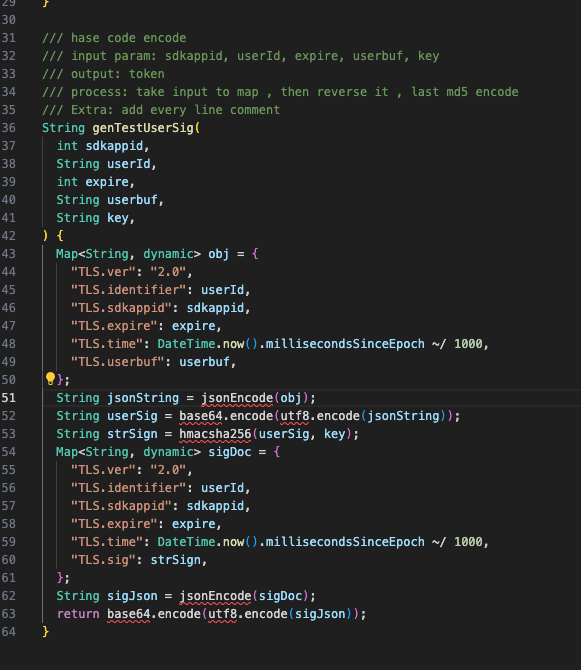 29 }
30
31 /// hase code encode
32 /// input param: sdkappid, userId, expire, userbuf, key
33 /// output: token
34 /// process: take input to map , then reverse it , last md5 encode
35 /// Extra: add every line comment
36 String genTestUserSig(
37   int sdkappid,
38   String userId,
39   int expire,
40   String userbuf,
41   String key,
42 ) {
43   Map<String, dynamic> obj = {
44     "TLS.ver": "2.0",
45     "TLS.identifier": userId,
46     "TLS.sdkappid": sdkappid,
47     "TLS.expire": expire,
48     "TLS.time": DateTime.now().millisecondsSinceEpoch ~/ 1000,
49     "TLS.userbuf": userbuf,
50   };
51   String jsonString = jsonEncode(obj);
52   String userSig = base64.encode(utf8.encode(jsonString));
53   String strSign = hmacsha256(userSig, key);
54   Map<String, dynamic> sigDoc = {
55     "TLS.ver": "2.0",
56     "TLS.identifier": userId,
57     "TLS.sdkappid": sdkappid,
58     "TLS.expire": expire,
59     "TLS.time": DateTime.now().millisecondsSinceEpoch ~/ 1000,
60     "TLS.sig": strSign,
61   };
62   String sigJson = jsonEncode(sigDoc);
63   return base64.encode(utf8.encode(sigJson));
64 }